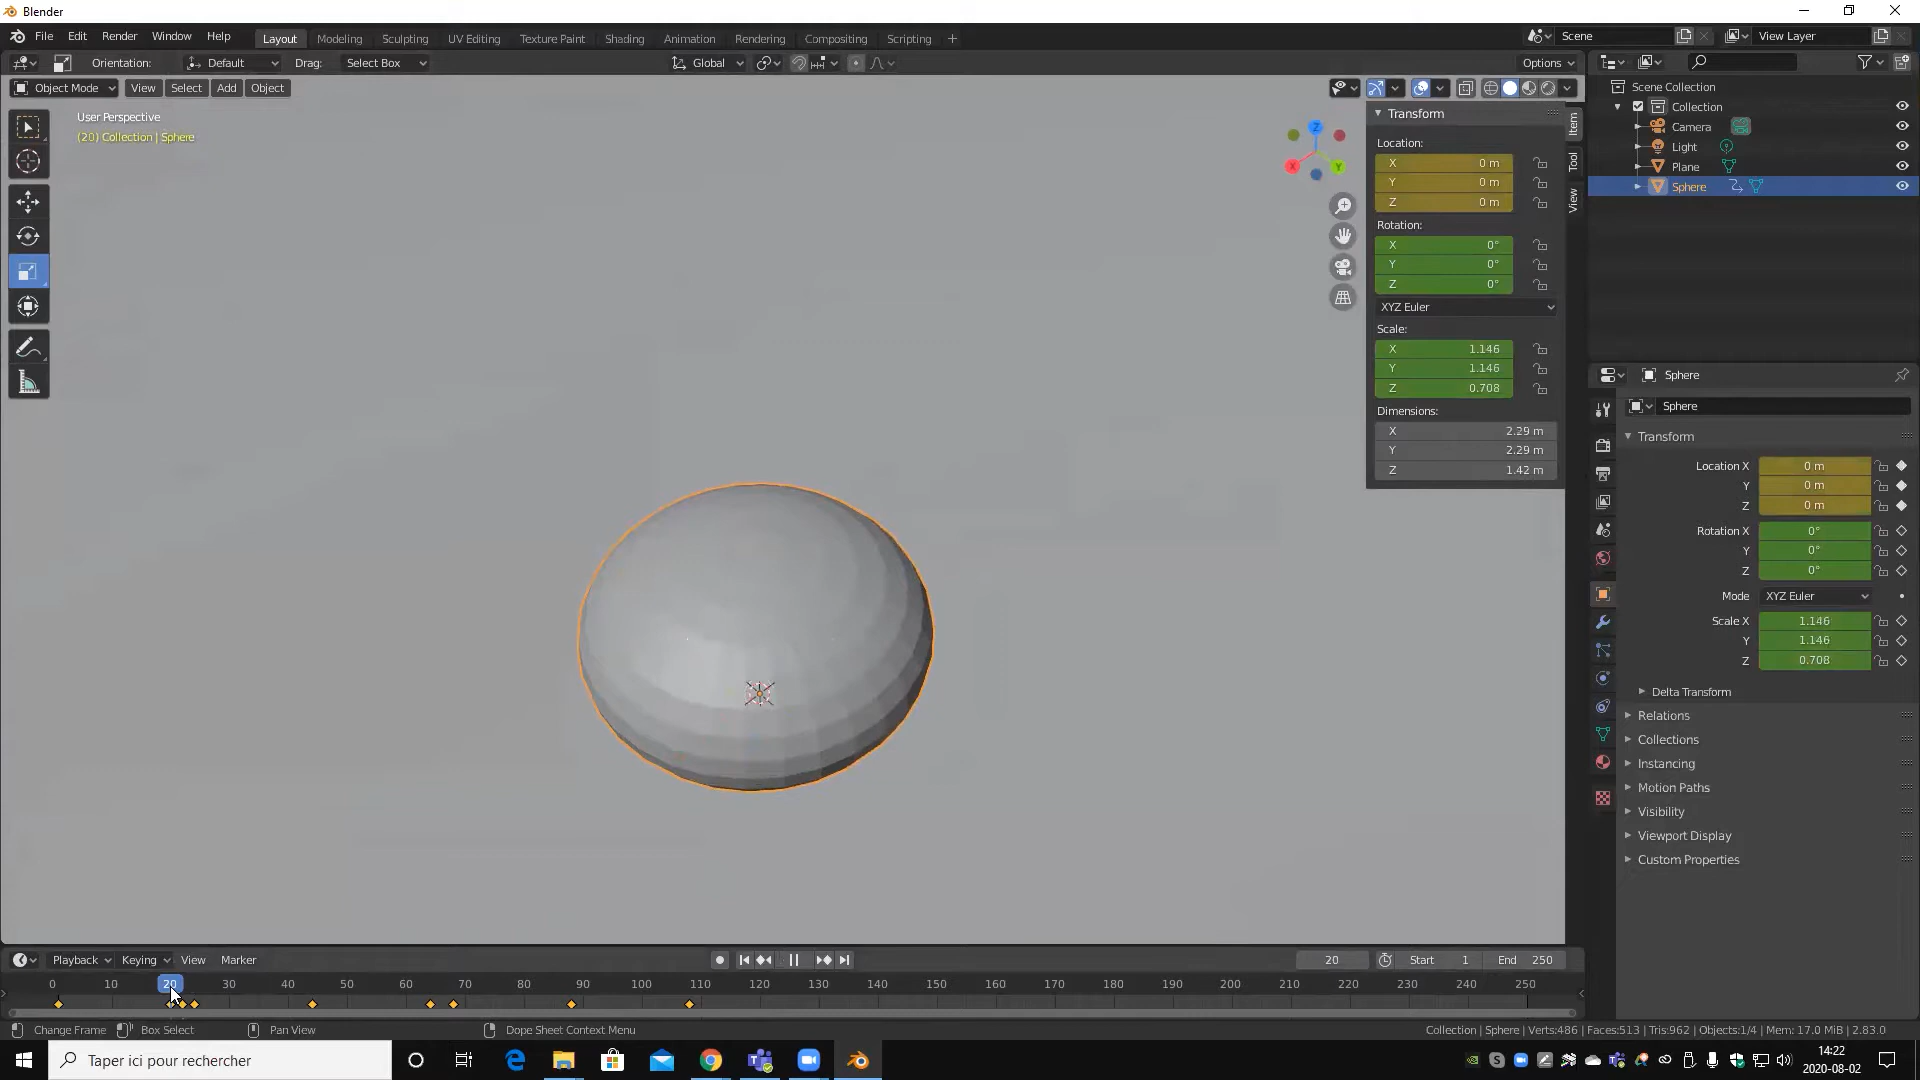 Blender
File Edit Render Window Help Layout Modeling Sculpting UV Editing Texture Paint Shading Animation Rendering Compositing Scripting Scene View Layer
Orientation: Default Drag: Select Box Global Options
Object Mode View Select Add Object
User Perspective
(20) Collection | Sphere
Transform
Location:
X 0 m
Y 0 m
Z 0 m
Rotation:
X 0°
Y 0°
Z 0°
XYZ Euler
Scale:
X 1.146
Y 1.146
Z 0.708
Dimensions:
X 2.29 m
Y 2.29 m
Z 1.42 m
Item
Tool
View
X
Y
Z
Scene Collection
Collection
Camera
Light
Plane
Sphere
Sphere
Sphere
Transform
Location X 0 m
Y 0 m
Z 0 m
Rotation X 0°
Y 0°
Z 0°
Mode XYZ Euler
Scale X 1.146
Y 1.146
Z 0.708
Delta Transform
Relations
Collections
Instancing
Motion Paths
Visibility
Viewport Display
Custom Properties
Playback Keying View Marker 20 Start 1 End 250
0 10 20 30 40 50 60 70 80 90 100 110 120 130 140 150 160 170 180 190 200 210 220 230 240 250
Change Frame Box Select Pan View Dope Sheet Context Menu Collection | Sphere | Verts:486 | Faces:513 | Tris:962 | Objects:1/4 | Mem: 17.0 MiB | 2.83.0
Taper ici pour rechercher
14:22
2020-08-02